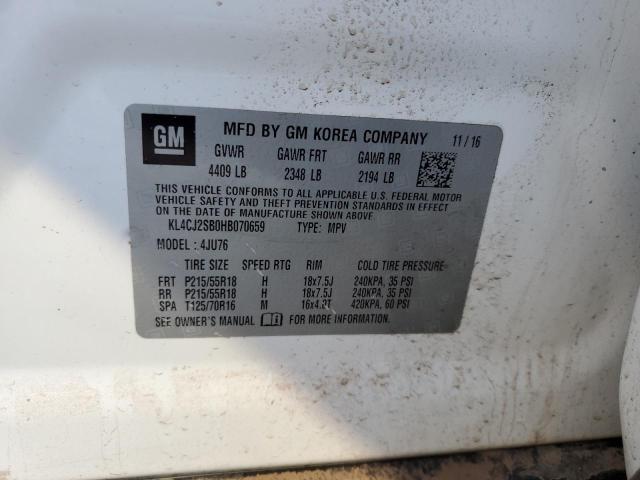 GM MFD BY GM KOREA COMPANY 11/16
GVWR GAWR FRT GAWR RR
4409 LB 2348 LB 2194 LB
THIS VEHICLE CONFORMS TO ALL APPLICABLE U.S. FEDERAL MOTOR
VEHICLE SAFETY AND THEFT PREVENTION STANDARDS IN EFFECT ON
THE DATE OF MANUFACTURE SHOWN ABOVE.
KL4CJ2SB0HB070659 TYPE: MPV
MODEL : 4JU76
TIRE SIZE SPEED RTG RIM COLD TIRE PRESSURE
FRT P215/55R18 H 18x7.5J 240KPA, 35 PSI
RR P215/55R18 H 18x7.5J 240KPA, 35 PSI
SPA T125/70R16 M 16x4.2T 420KPA, 60 PSI
SEE OWNER'S MANUAL FOR MORE INFORMATION